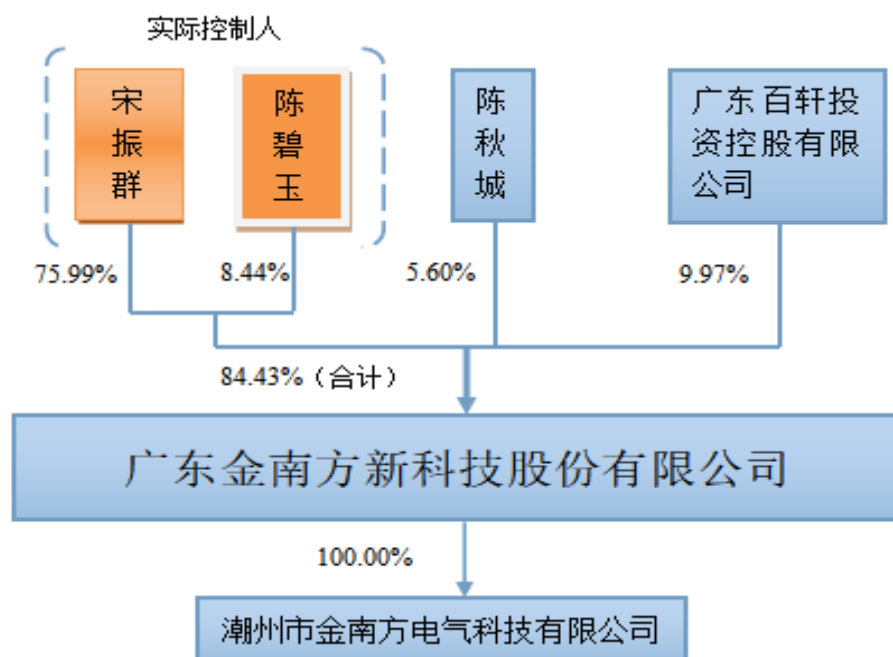 实际控制人
宋振群
陈碧玉
陈秋城
广东百轩投
资控股有限
公司
75.99%
8.44%
5.60%
9.97%
84.43%（合计）
广东金南方新科技股份有限公司
100.00%
潮州市金南方电气科技有限公司